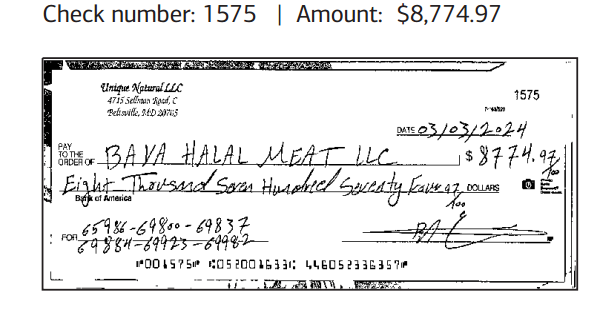 Check number: 1575 | Amount: $8,774.97
Unique Natural LLC
4715 Sellman Road, C
Beltsville, MD 20705
1575
DATE 03/03/2024
PAY TO THE ORDER OF BAVA HALAL MEAT LLC $ 8774.97/100
Eight Thousand Seven Hundred Seventy Four 97/100 DOLLARS
Bank of America
FOR 65986-69800-69837
69884-69923-69982
⑈001575⑈ ⑆052001633⑆ 446052336357⑈